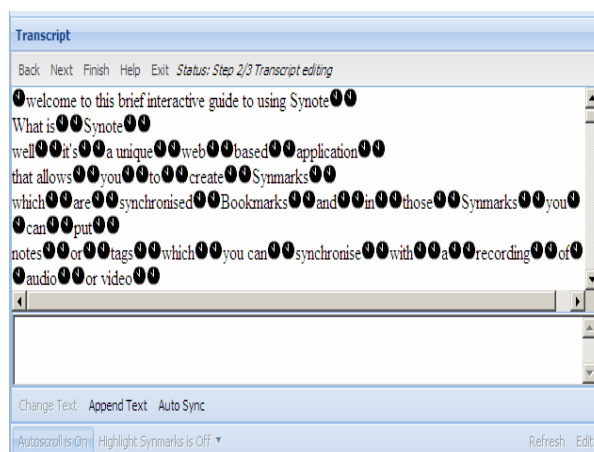 Transcript
Back Next Finish Help Exit Status: Step 2/3 Transcript editing
welcome to this brief interactive guide to using Synote
What is Synote
well it's a unique web based application
that allows you to create Synmarks
which are synchronised Bookmarks and in those Synmarks you
can put
notes or tags which you can synchronise with a recording of
audio or video
Change Text Append Text Auto Sync
Autoscroll is On Highlight Synmarks is Off Refresh Edit